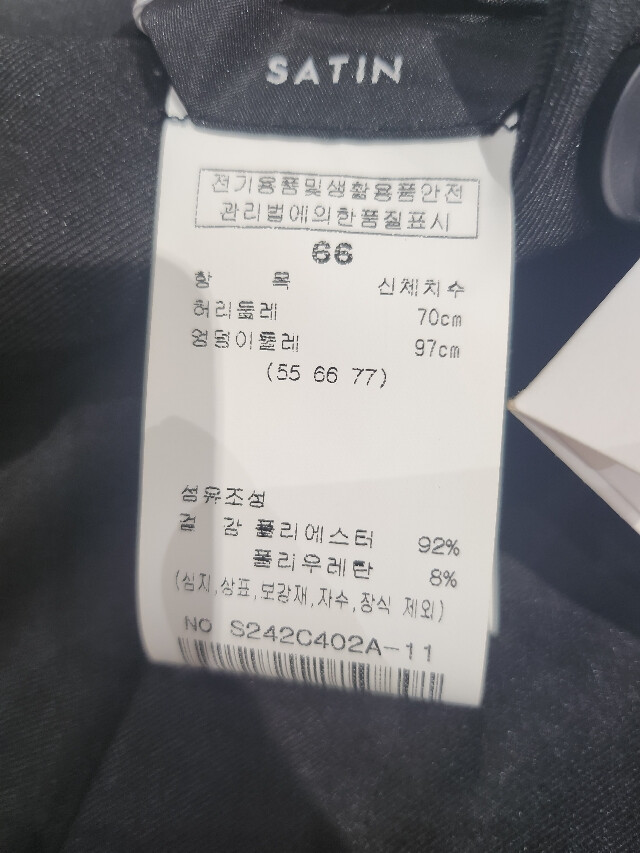 SATIN
전기용품및생활용품안전
관리법에의한품질표시
66
항 목 신체치수
허리둘레 70cm
엉덩이둘레 97cm
(55 66 77)
섬유조성
겉 감 폴리에스터 92%
폴리우레탄 8%
(심지,상표,보강재,자수,장식 제외)
NO S242C402A-11